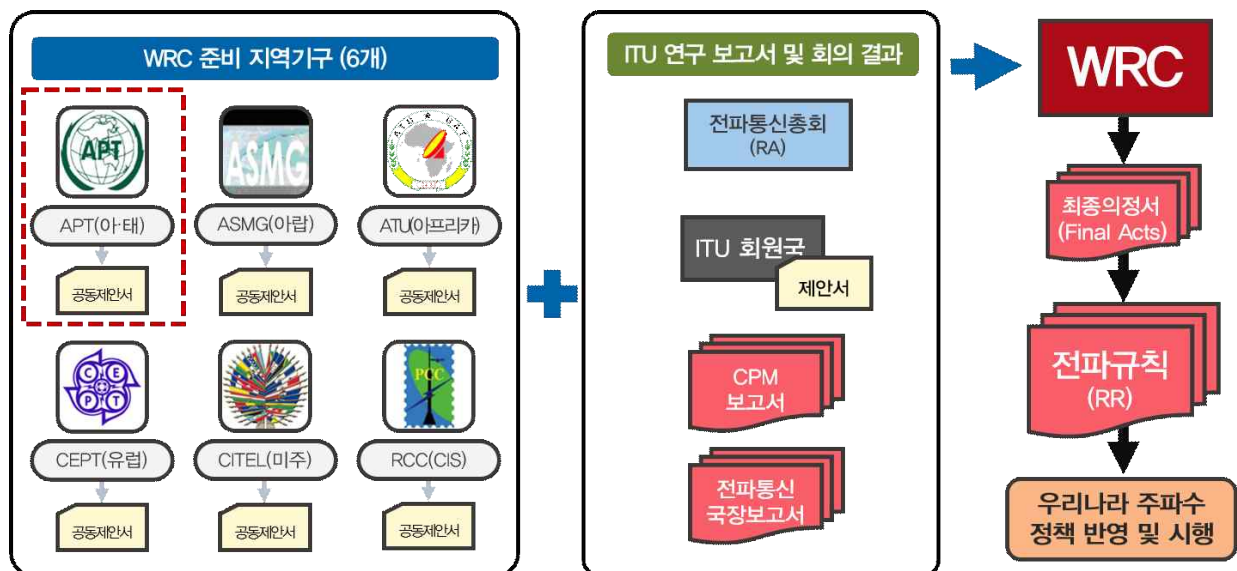 WRC 준비 지역기구 (6개)
APT
APT(아·태)
공동제안서
ASMG
ASMG(아랍)
공동제안서
ATU ★ UAT
ATU(아프리카)
공동제안서
CEPT
CEPT(유럽)
공동제안서
CITEL(미주)
공동제안서
PCC
RCC(CIS)
공동제안서
ITU 연구 보고서 및 회의 결과
전파통신총회
(RA)
ITU 회원국
제안서
CPM
보고서
전파통신
국장보고서
WRC
최종의정서
(Final Acts)
전파규칙
(RR)
우리나라 주파수
정책 반영 및 시행